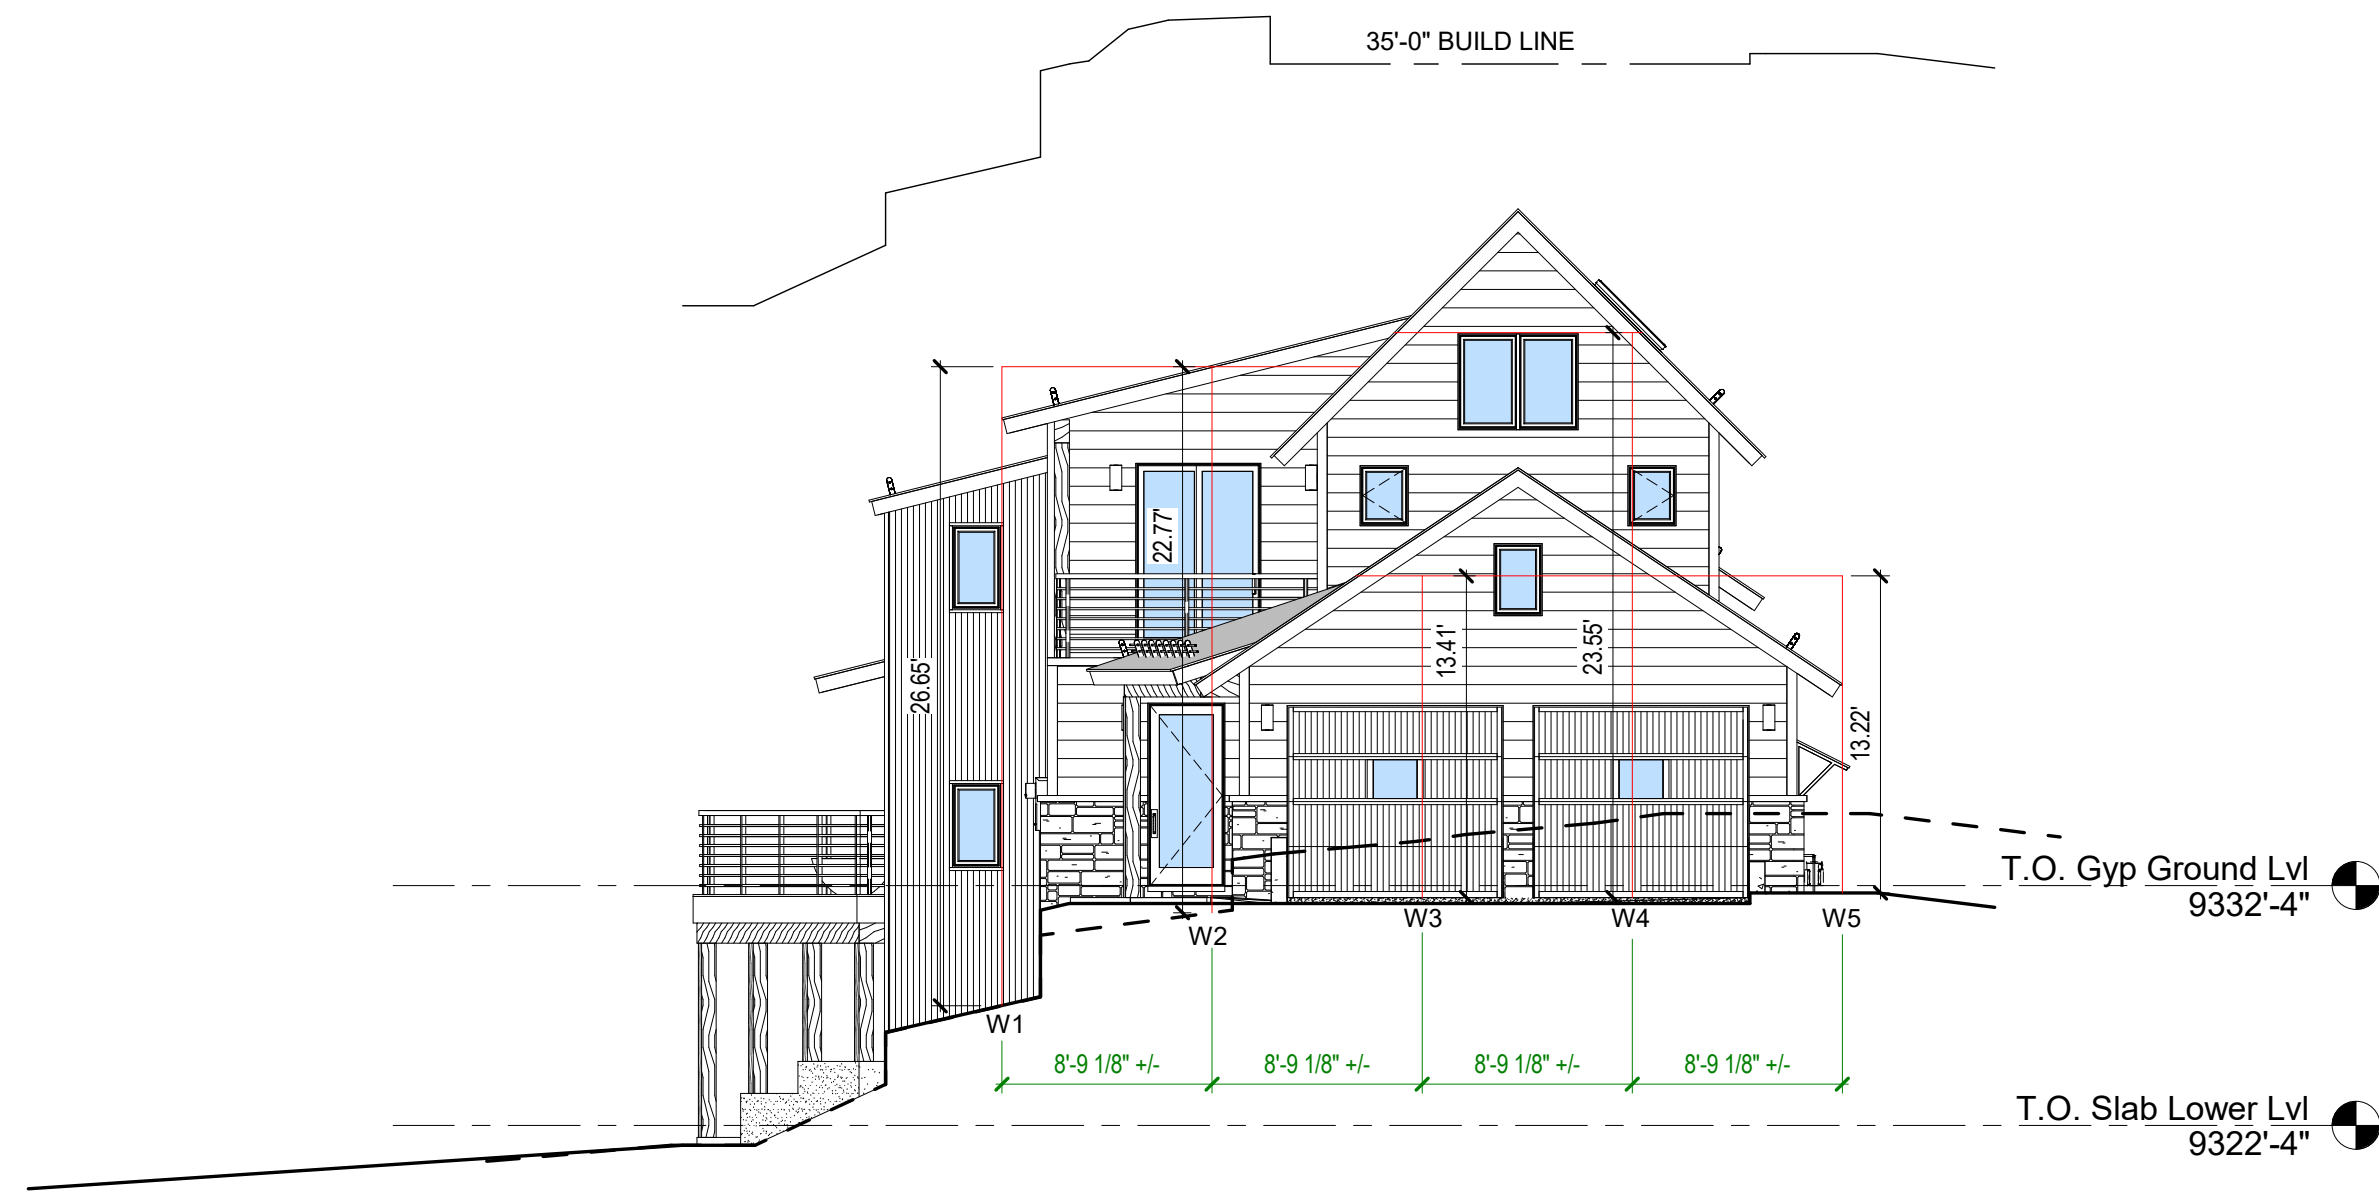 35'-0" BUILD LINE
22.77'
13.41'
23.55'
26.65'
13.22'
T.O. Gyp Ground Lvl
9332'-4"
W1
W2
W3
W4
W5
8'-9 1/8" +/-
8'-9 1/8" +/-
8'-9 1/8" +/-
8'-9 1/8" +/-
T.O. Slab Lower Lvl
9322'-4"